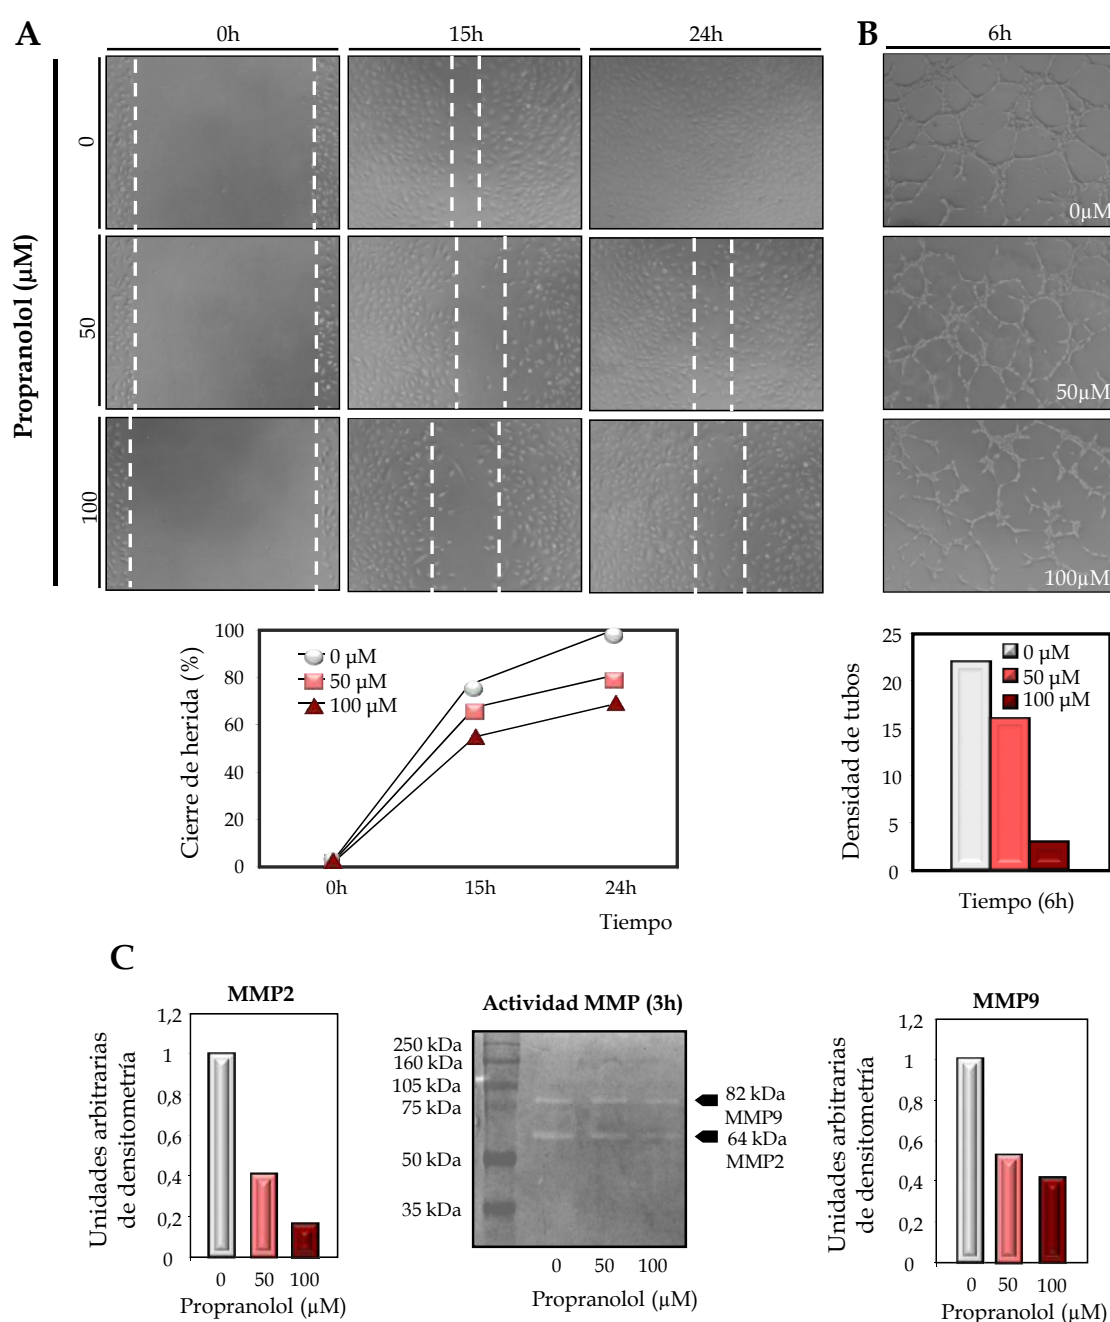 A
0h
15h
24h
B
6h
Propranolol (µM)
0
50
100
0µM
50µM
100µM
Cierre de herida (%)
100
80
60
40
20
0
0 µM
50 µM
100 µM
0h
15h
24h
Tiempo
Densidad de tubos
25
20
15
10
5
0
0 µM
50 µM
100 µM
Tiempo (6h)
C
MMP2
Unidades arbitrarias
de densitometría
1,2
1
0,8
0,6
0,4
0,2
0
0
50
100
Propranolol (µM)
Actividad MMP (3h)
250 kDa
160 kDa
105 kDa
75 kDa
50 kDa
35 kDa
82 kDa
MMP9
64 kDa
MMP2
0
50
100
Propranolol (µM)
MMP9
Unidades arbitrarias
de densitometría
1,2
1
0,8
0,6
0,4
0,2
0
0
50
100
Propranolol (µM)